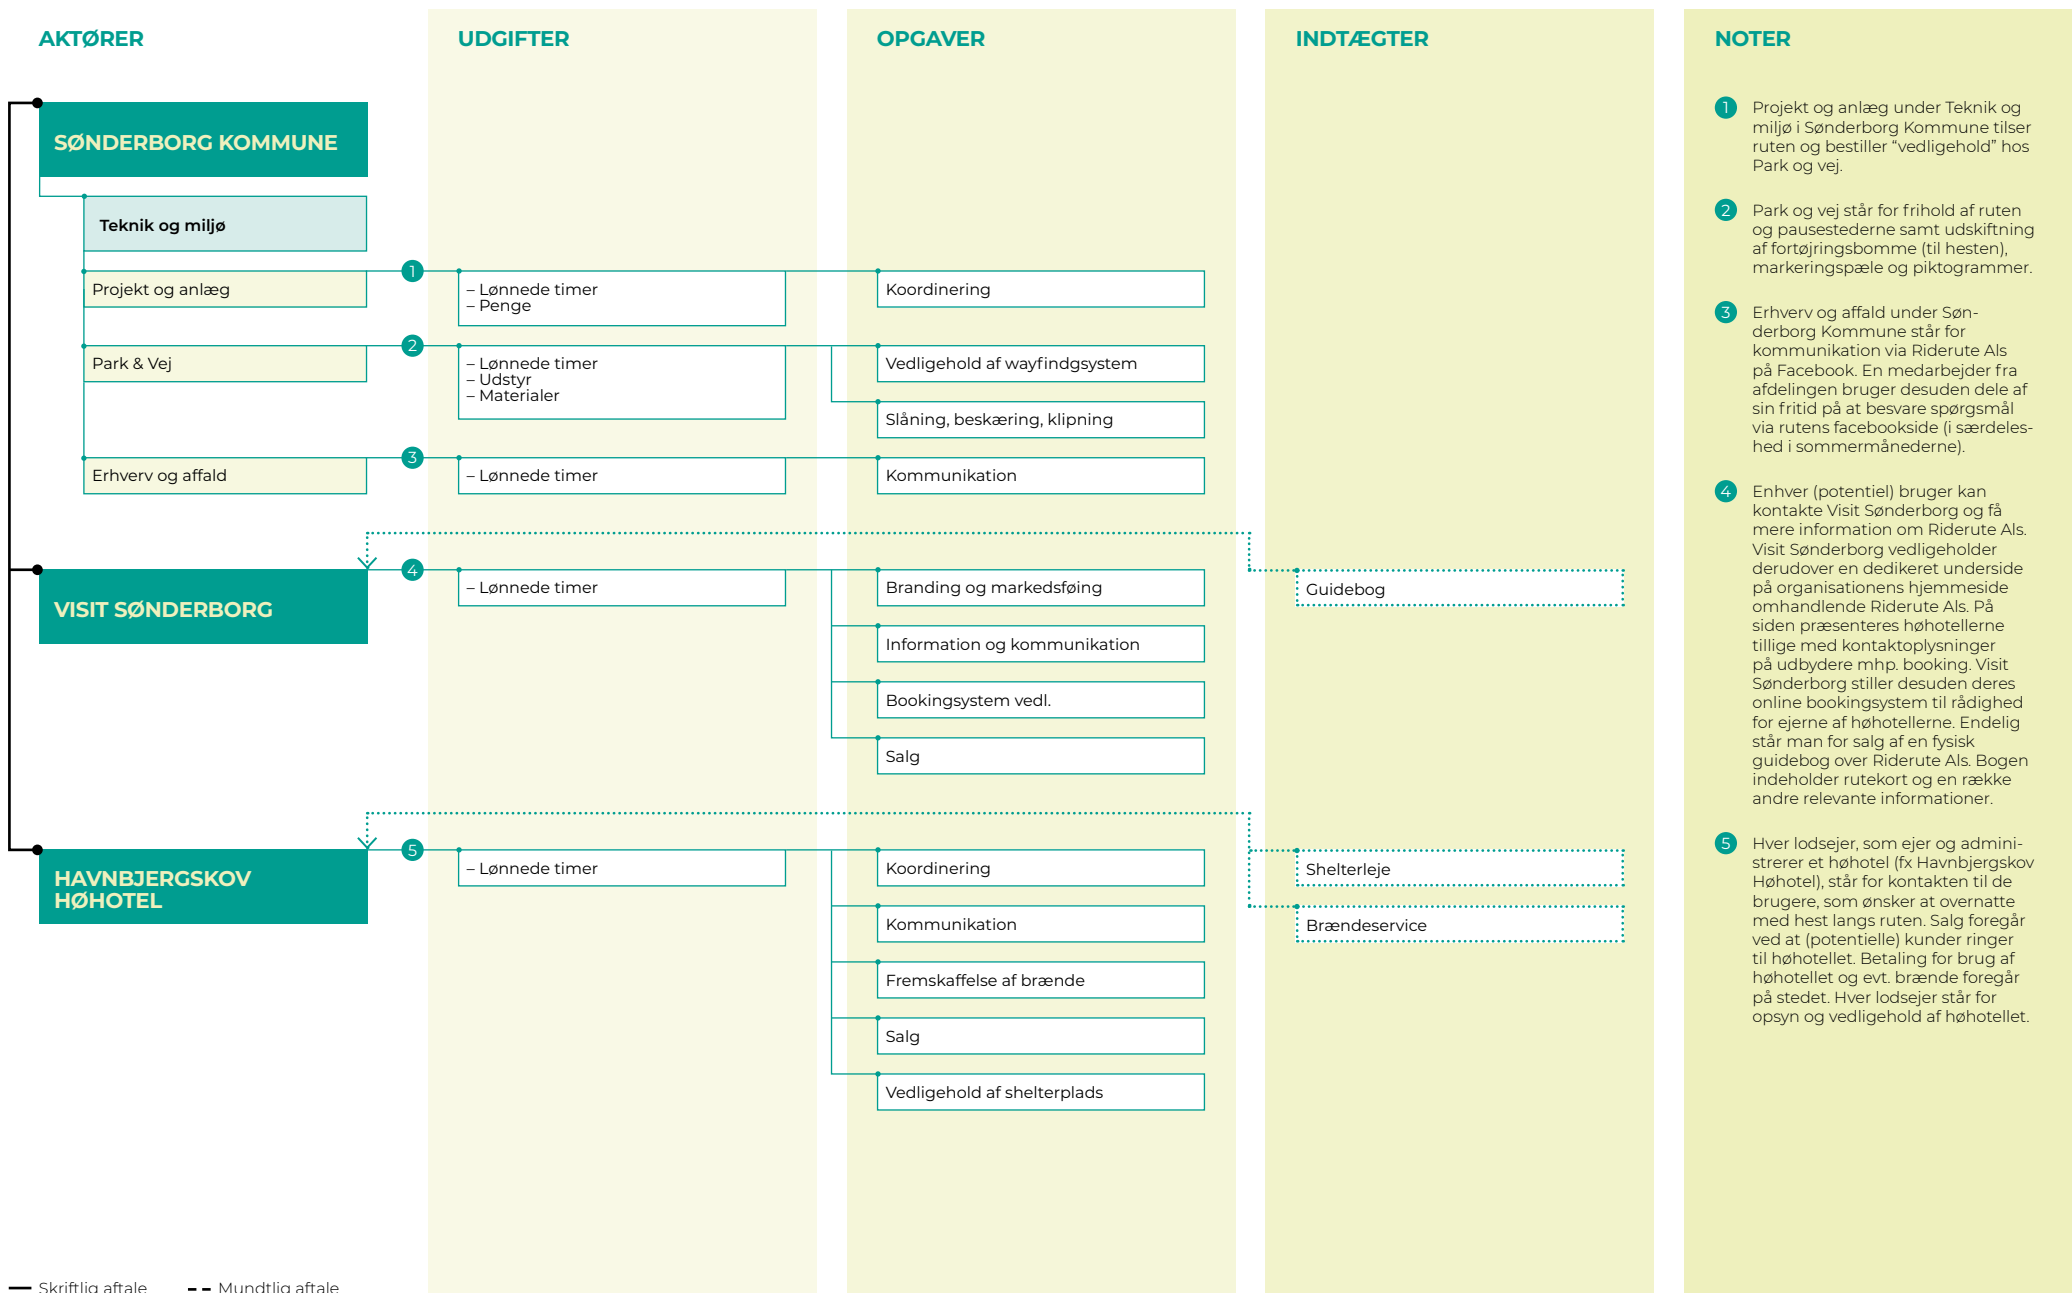 AKTØRER
UDGIFTER
OPGAVER
INDTÆGTER
NOTER
SØNDERBORG KOMMUNE
Teknik og miljø
Projekt og anlæg
1
– Lønnede timer
– Penge
Koordinering
Park & Vej
2
– Lønnede timer
– Udstyr
– Materialer
Vedligehold af wayfindgsystem
Slåning, beskæring, klipning
Erhverv og affald
3
– Lønnede timer
Kommunikation
VISIT SØNDERBORG
4
– Lønnede timer
Branding og markedsføing
Information og kommunikation
Bookingsystem vedl.
Salg
Guidebog
HAVNBJERGSKOV
HØHOTEL
5
– Lønnede timer
Koordinering
Kommunikation
Fremskaffelse af brænde
Salg
Vedligehold af shelterplads
Shelterleje
Brændeservice
1 Projekt og anlæg under Teknik og
miljø i Sønderborg Kommune tilser
ruten og bestiller “vedligehold” hos
Park og vej.
2 Park og vej står for frihold af ruten
og pausestederne samt udskiftning
af fortøjringsbomme (til hesten),
markeringspæle og piktogrammer.
3 Erhverv og affald under Søn-
derborg Kommune står for
kommunikation via Riderute Als
på Facebook. En medarbejder fra
afdelingen bruger desuden dele af
sin fritid på at besvare spørgsmål
via rutens facebookside (i særdeles-
hed i sommermånederne).
4 Enhver (potentiel) bruger kan
kontakte Visit Sønderborg og få
mere information om Riderute Als.
Visit Sønderborg vedligeholder
derudover en dedikeret underside
på organisationens hjemmeside
omhandlende Riderute Als. På
siden præsenteres høhotellerne
tillige med kontaktoplysninger
på udbydere mhp. booking. Visit
Sønderborg stiller desuden deres
online bookingsystem til rådighed
for ejerne af høhotellerne. Endelig
står man for salg af en fysisk
guidebog over Riderute Als. Bogen
indeholder rutekort og en række
andre relevante informationer.
5 Hver lodsejer, som ejer og admini-
strerer et høhotel (fx Havnbjergskov
Høhotel), står for kontakten til de
brugere, som ønsker at overnatte
med hest langs ruten. Salg foregår
ved at (potentielle) kunder ringer
til høhotellet. Betaling for brug af
høhotellet og evt. brænde foregår
på stedet. Hver lodsejer står for
opsyn og vedligehold af høhotellet.
Skriftlig aftale
Mundtlig aftale